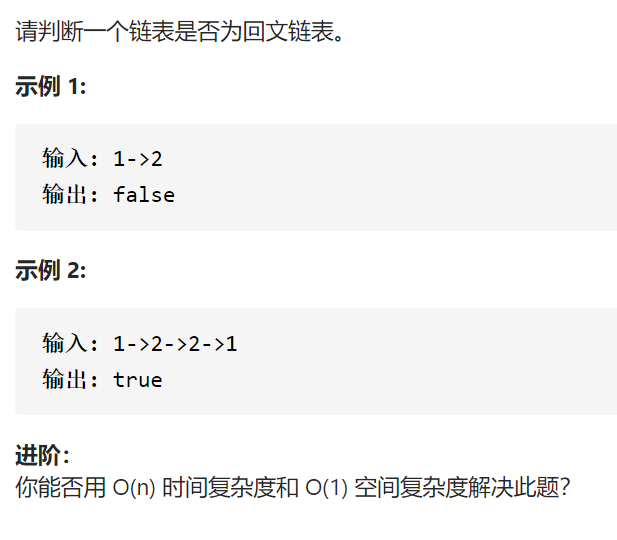 请判断一个链表是否为回文链表。
示例 1:
输入: 1->2
输出: false
示例 2:
输入: 1->2->2->1
输出: true
进阶：
你能否用 O(n) 时间复杂度和 O(1) 空间复杂度解决此题？